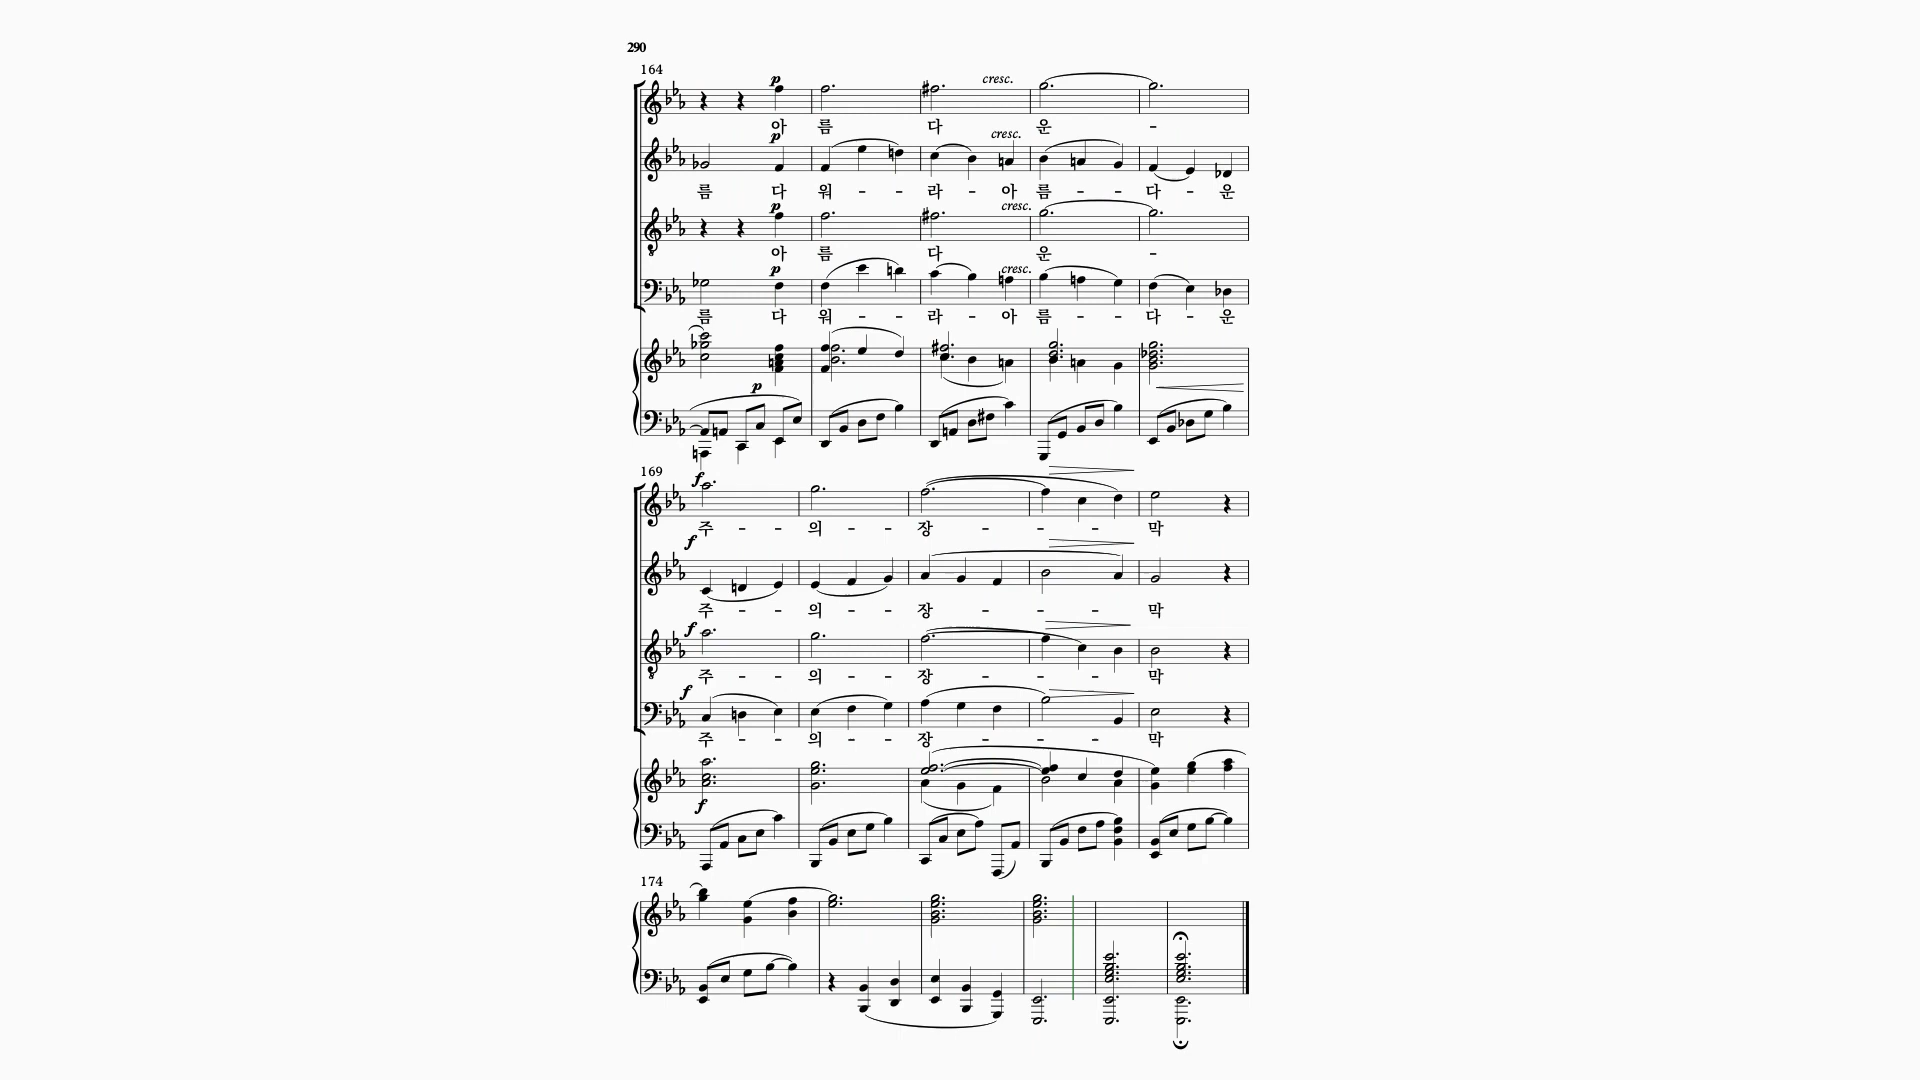 290
164
p
cresc.
아 름 다 운 -
p
cresc.
름 다 워 - - 라 - 아 름 - - 다 - 운
p
cresc.
아 름 다 운 -
p
cresc.
름 다 워 - - 라 - 아 름 - - 다 - 운
p
169
f
주 - - 의 - - 장 - - - 막
f
주 - - 의 - - 장 - - - 막
f
주 - - 의 - - 장 - - - 막
f
주 - - 의 - - 장 - - - 막
f
174